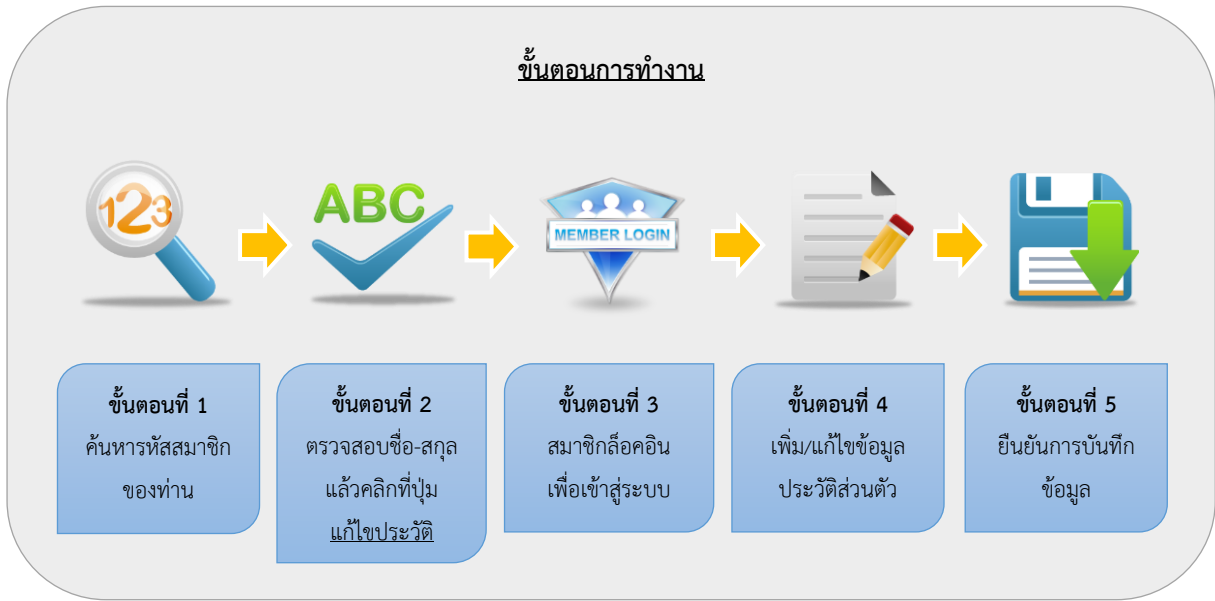 ขั้นตอนการทำงาน
123
ABC
MEMBER LOGIN
ขั้นตอนที่ 1
ค้นหารหัสสมาชิก
ของท่าน
ขั้นตอนที่ 2
ตรวจสอบชื่อ-สกุล
แล้วคลิกที่ปุ่ม
แก้ไขประวัติ
ขั้นตอนที่ 3
สมาชิกล็อคอิน
เพื่อเข้าสู่ระบบ
ขั้นตอนที่ 4
เพิ่ม/แก้ไขข้อมูล
ประวัติส่วนตัว
ขั้นตอนที่ 5
ยืนยันการบันทึก
ข้อมูล